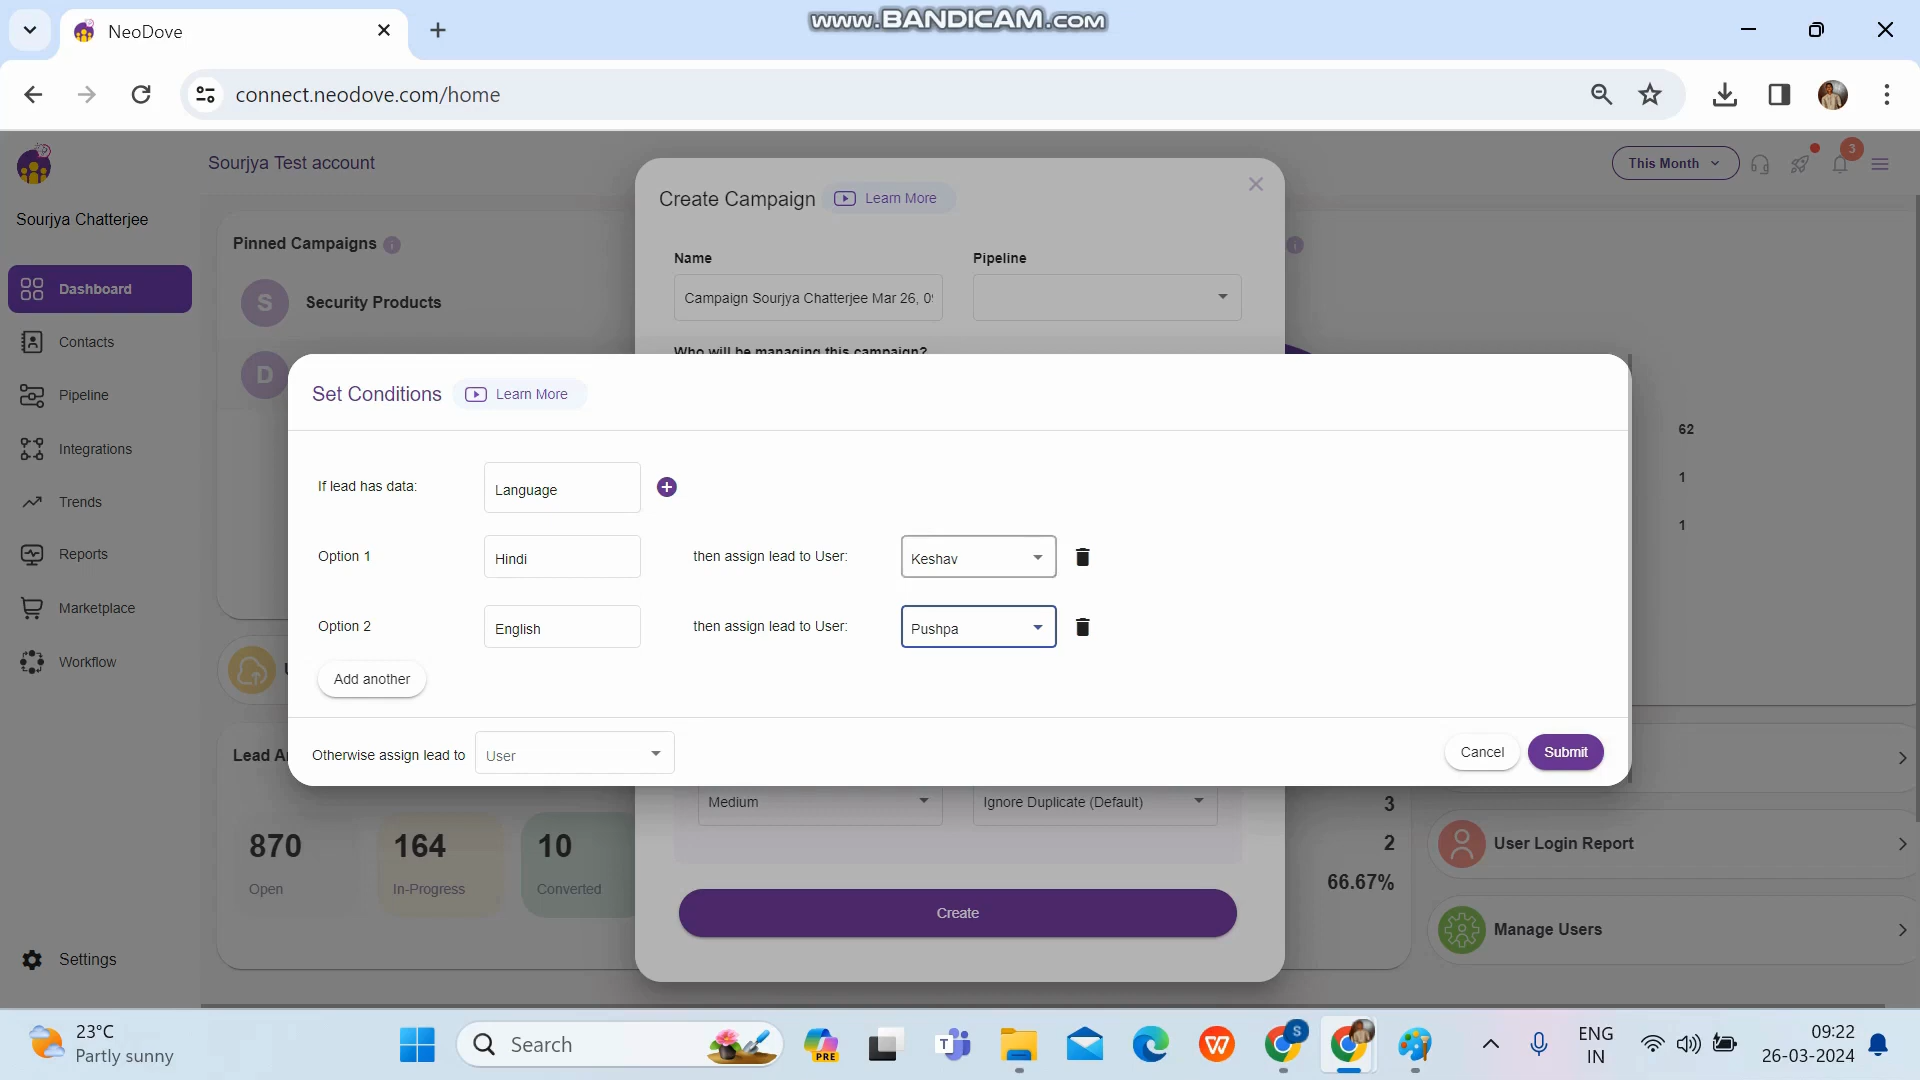 NeoDove
www.BANDICAM.com
connect.neodove.com/home
Sourjya Test account
This Month
3
Sourjya Chatterjee
Dashboard
Contacts
Pipeline
Integrations
Trends
Reports
Marketplace
Workflow
Settings
Pinned Campaigns
S Security Products
D
Create Campaign
Learn More
Name
Pipeline
Campaign Sourjya Chatterjee Mar 26, 0
Who will be managing this campaign?
62
1
1
Set Conditions
Learn More
If lead has data:
Language
Option 1
Hindi
then assign lead to User:
Keshav
Option 2
English
then assign lead to User:
Pushpa
Add another
Otherwise assign lead to
User
Cancel
Submit
Medium
Ignore Duplicate (Default)
Create
Lead A
870
Open
164
In-Progress
10
Converted
3
2
66.67%
User Login Report
Manage Users
23°C
Partly sunny
Search
PRE
T
W
S
ENG
IN
09:22
26-03-2024